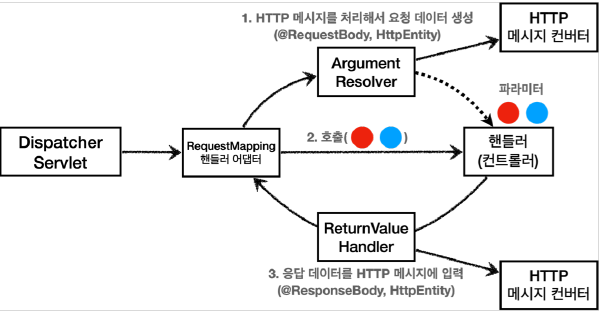 1. HTTP 메시지를 처리해서 요청 데이터 생성
(@RequestBody, HttpEntity)
HTTP
메시지 컨버터
Argument
Resolver
파라미터
Dispatcher
Servlet
RequestMapping
핸들러 어댑터
2. 호출( )
핸들러
(컨트롤러)
ReturnValue
Handler
3. 응답 데이터를 HTTP 메시지에 입력
(@ResponseBody, HttpEntity)
HTTP
메시지 컨버터